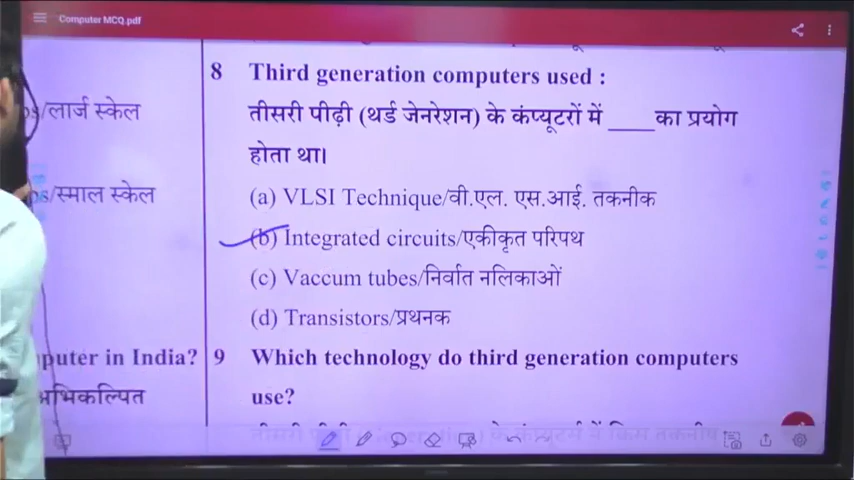 Computer MCQ.pdf
8 Third generation computers used :
/लार्ज स्केल
तीसरी पीढ़ी (थर्ड जेनरेशन) के कंप्यूटरों में ____ का प्रयोग
होता था।
/स्माल स्केल
(a) VLSI Technique/वी.एल. एस.आई. तकनीक
(b) Integrated circuits/एकीकृत परिपथ
(c) Vaccum tubes/निर्वात नलिकाओं
(d) Transistors/प्रथनक
puter in India?
9 Which technology do third generation computers
अभिकल्पित
use?